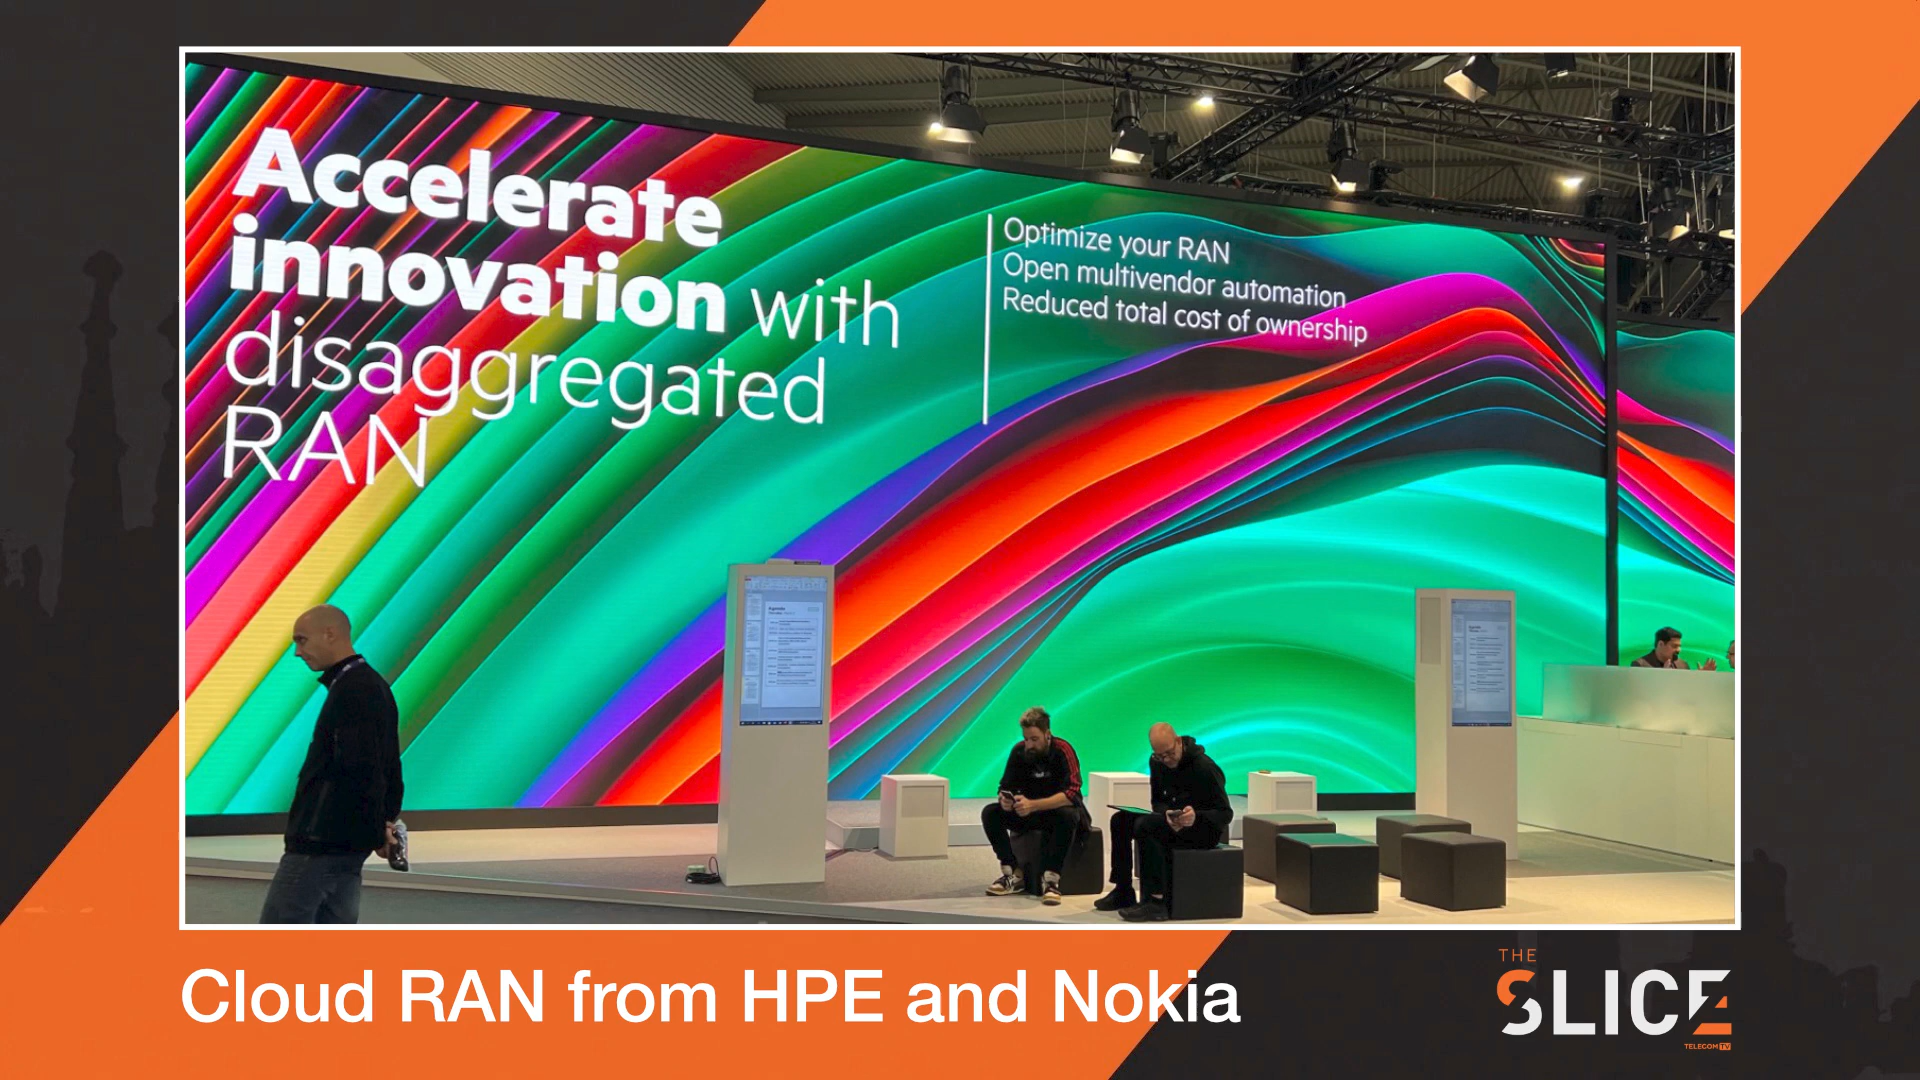 Accelerate
innovation with
disaggregated
RAN
Optimize your RAN
Open multivendor automation
Reduced total cost of ownership
Agenda
Cloud RAN from HPE and Nokia
THE
SLICE
TELECOMTV